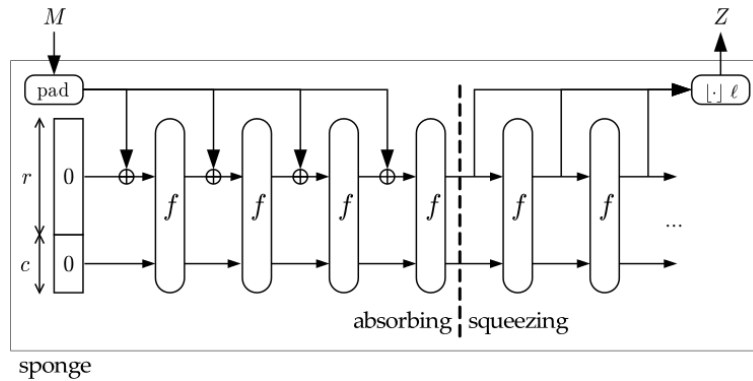 M Z
pad ⌊·⌋ ℓ
r 0 ⊕ f ⊕ f ⊕ f ⊕ f f f
...
c 0
absorbing squeezing
sponge